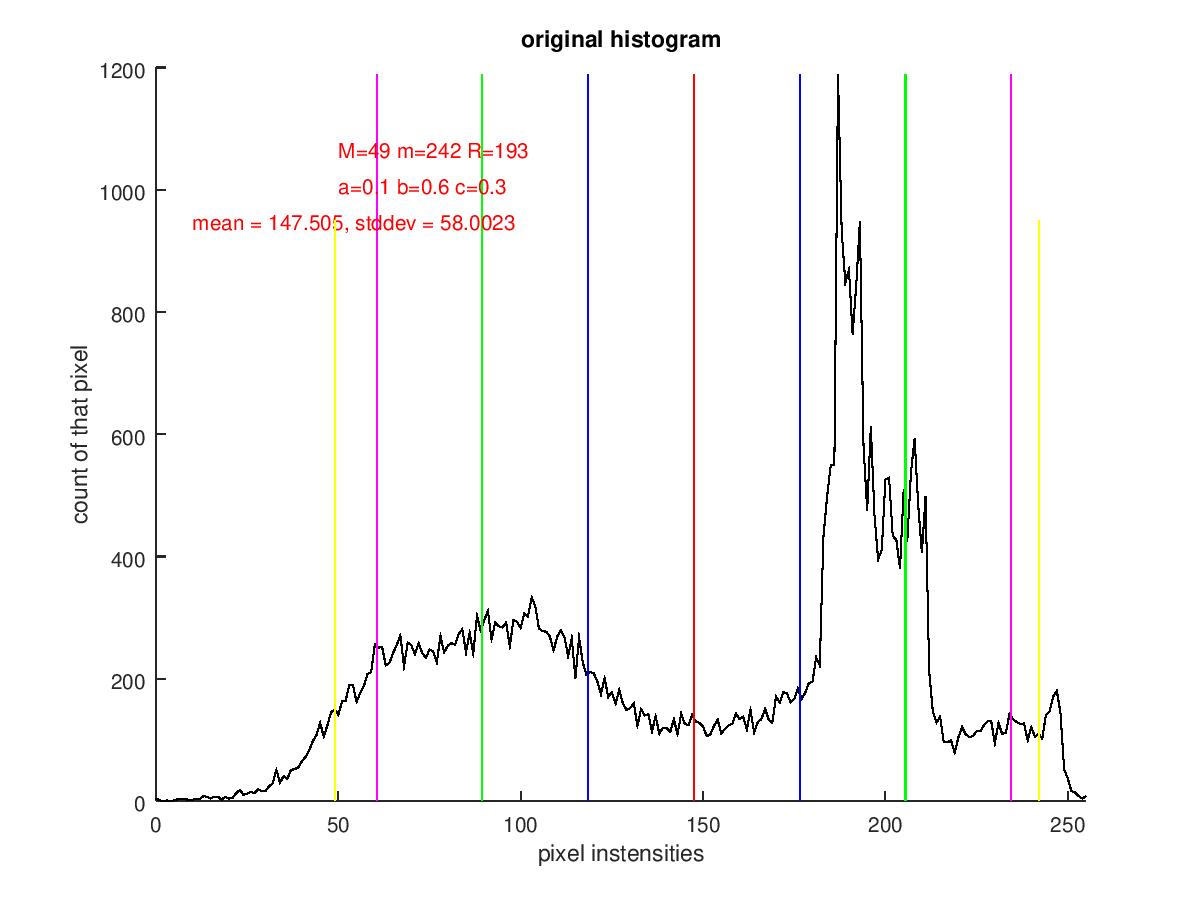 original histogram
1200
1000
800
600
400
200
0
count of that pixel
M=49 m=242 R=193
a=0.1 b=0.6 c=0.3
mean = 147.505, stddev = 58.0023
0 50 100 150 200 250
pixel instensities